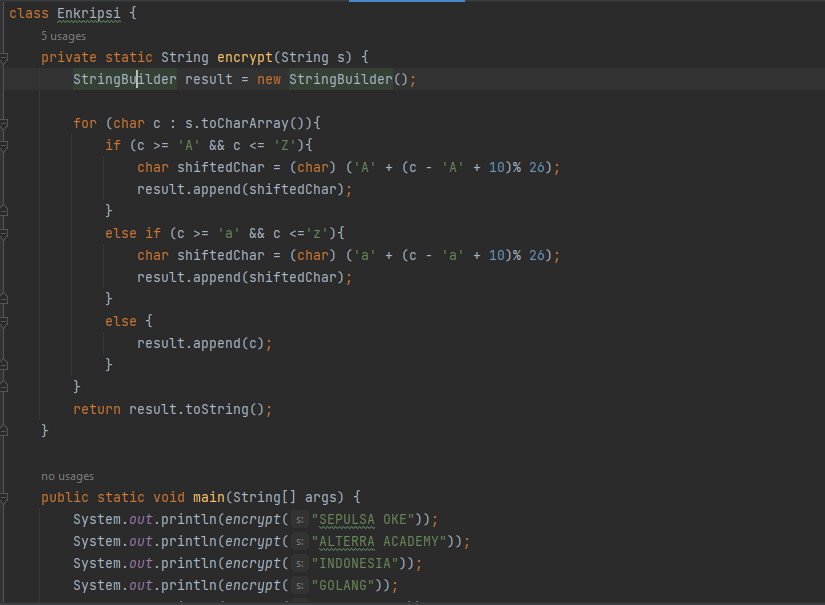 class Enkripsi {
5 usages
private static String encrypt(String s) {
StringBuilder result = new StringBuilder();
for (char c : s.toCharArray()){
if (c >= 'A' && c <= 'Z'){
char shiftedChar = (char) ('A' + (c - 'A' + 10)% 26);
result.append(shiftedChar);
}
else if (c >= 'a' && c <='z'){
char shiftedChar = (char) ('a' + (c - 'a' + 10)% 26);
result.append(shiftedChar);
}
else {
result.append(c);
}
}
return result.toString();
}
no usages
public static void main(String[] args) {
System.out.println(encrypt( s: "SEPULSA OKE"));
System.out.println(encrypt( s: "ALTERRA ACADEMY"));
System.out.println(encrypt( s: "INDONESIA"));
System.out.println(encrypt( s: "GOLANG"));